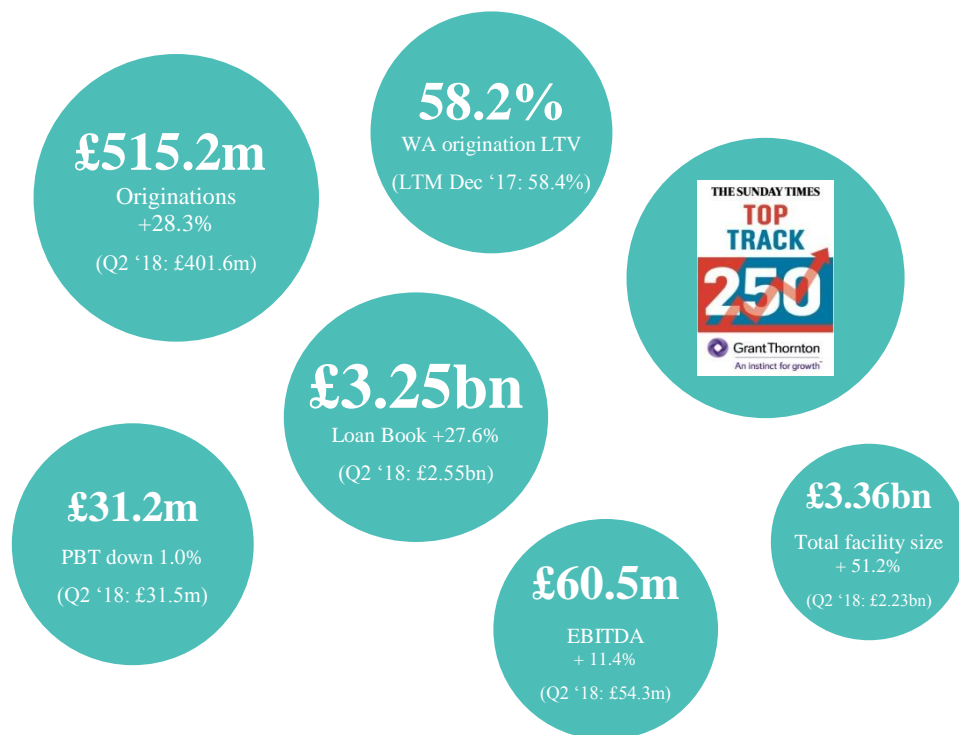 £515.2m
Originations
+28.3%
(Q2 ‘18: £401.6m)
58.2%
WA origination LTV
(LTM Dec ‘17: 58.4%)
THE SUNDAY TIMES
TOP
TRACK
250
Grant Thornton
An instinct for growth™
£3.25bn
Loan Book +27.6%
(Q2 ‘18: £2.55bn)
£31.2m
PBT down 1.0%
(Q2 ‘18: £31.5m)
£60.5m
EBITDA
+ 11.4%
(Q2 ‘18: £54.3m)
£3.36bn
Total facility size
+ 51.2%
(Q2 ‘18: £2.23bn)